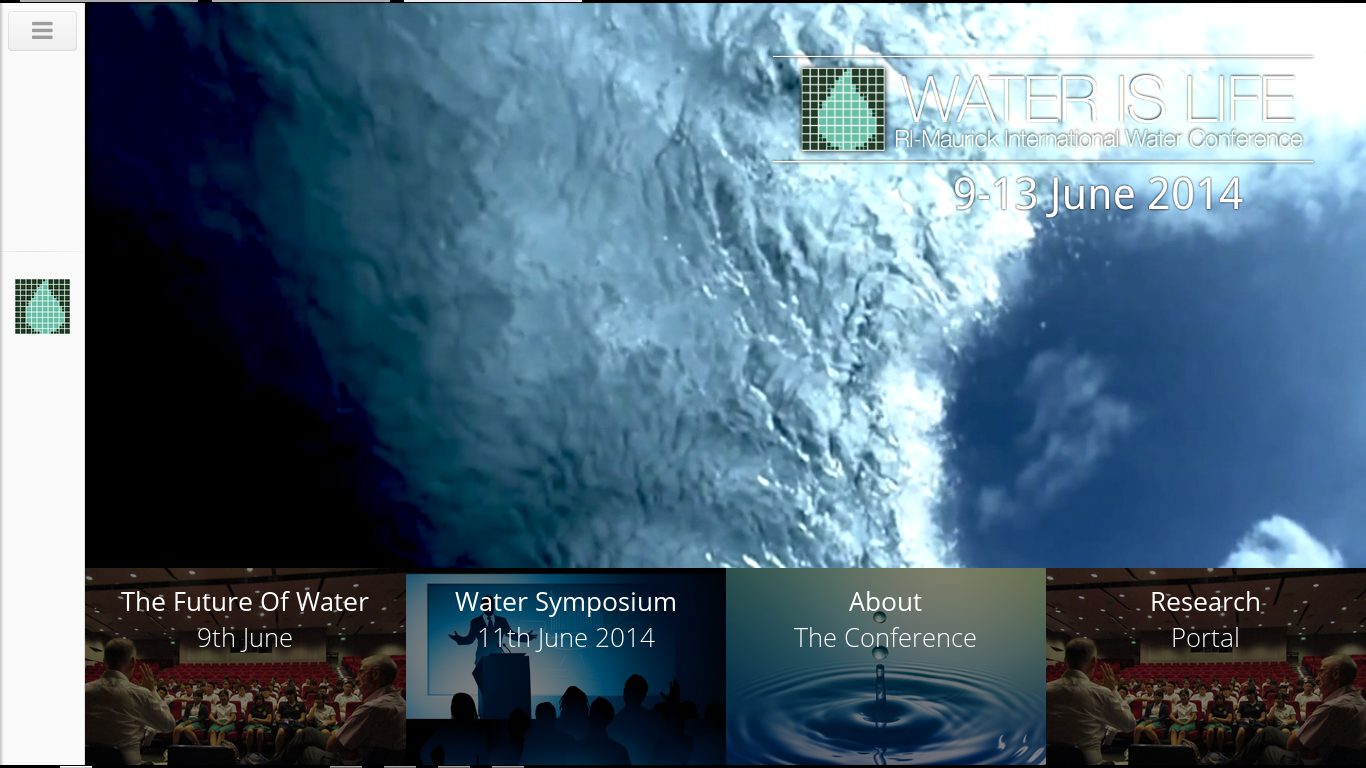 WATER IS LIFE
RI-Maurick International Water Conference
9-13 June 2014
The Future Of Water
9th June
Water Symposium
11th June 2014
About
The Conference
Research
Portal